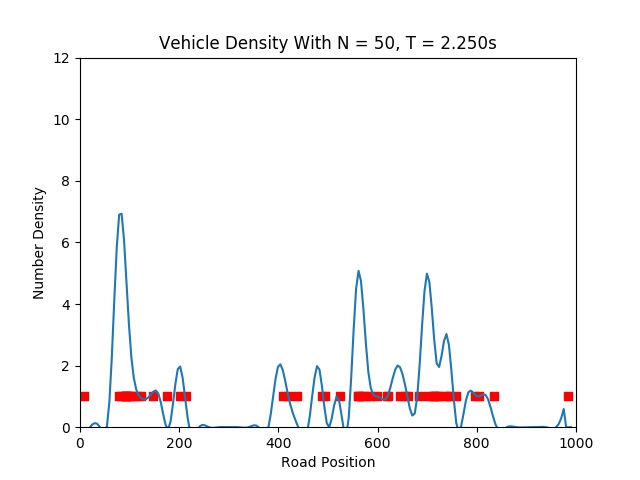 Vehicle Density With N = 50, T = 2.250s
12
10
8
6
4
2
0
Number Density
0 200 400 600 800 1000
Road Position